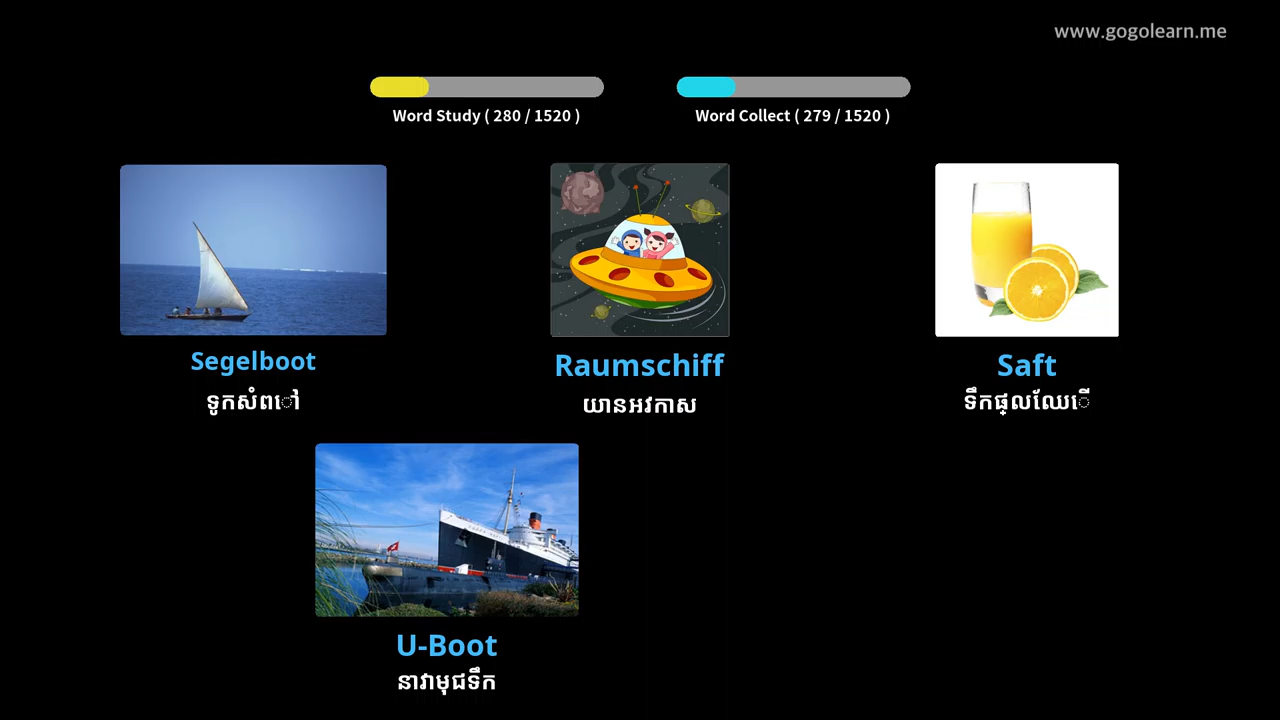 www.gogolearn.me
Word Study ( 280 / 1520 )
Word Collect ( 279 / 1520 )
Segelboot
ទូកសំពៅ
Raumschiff
យានអវកាស
Saft
ទឹកផ្លែឈើ
U-Boot
នាវាមុជទឹក